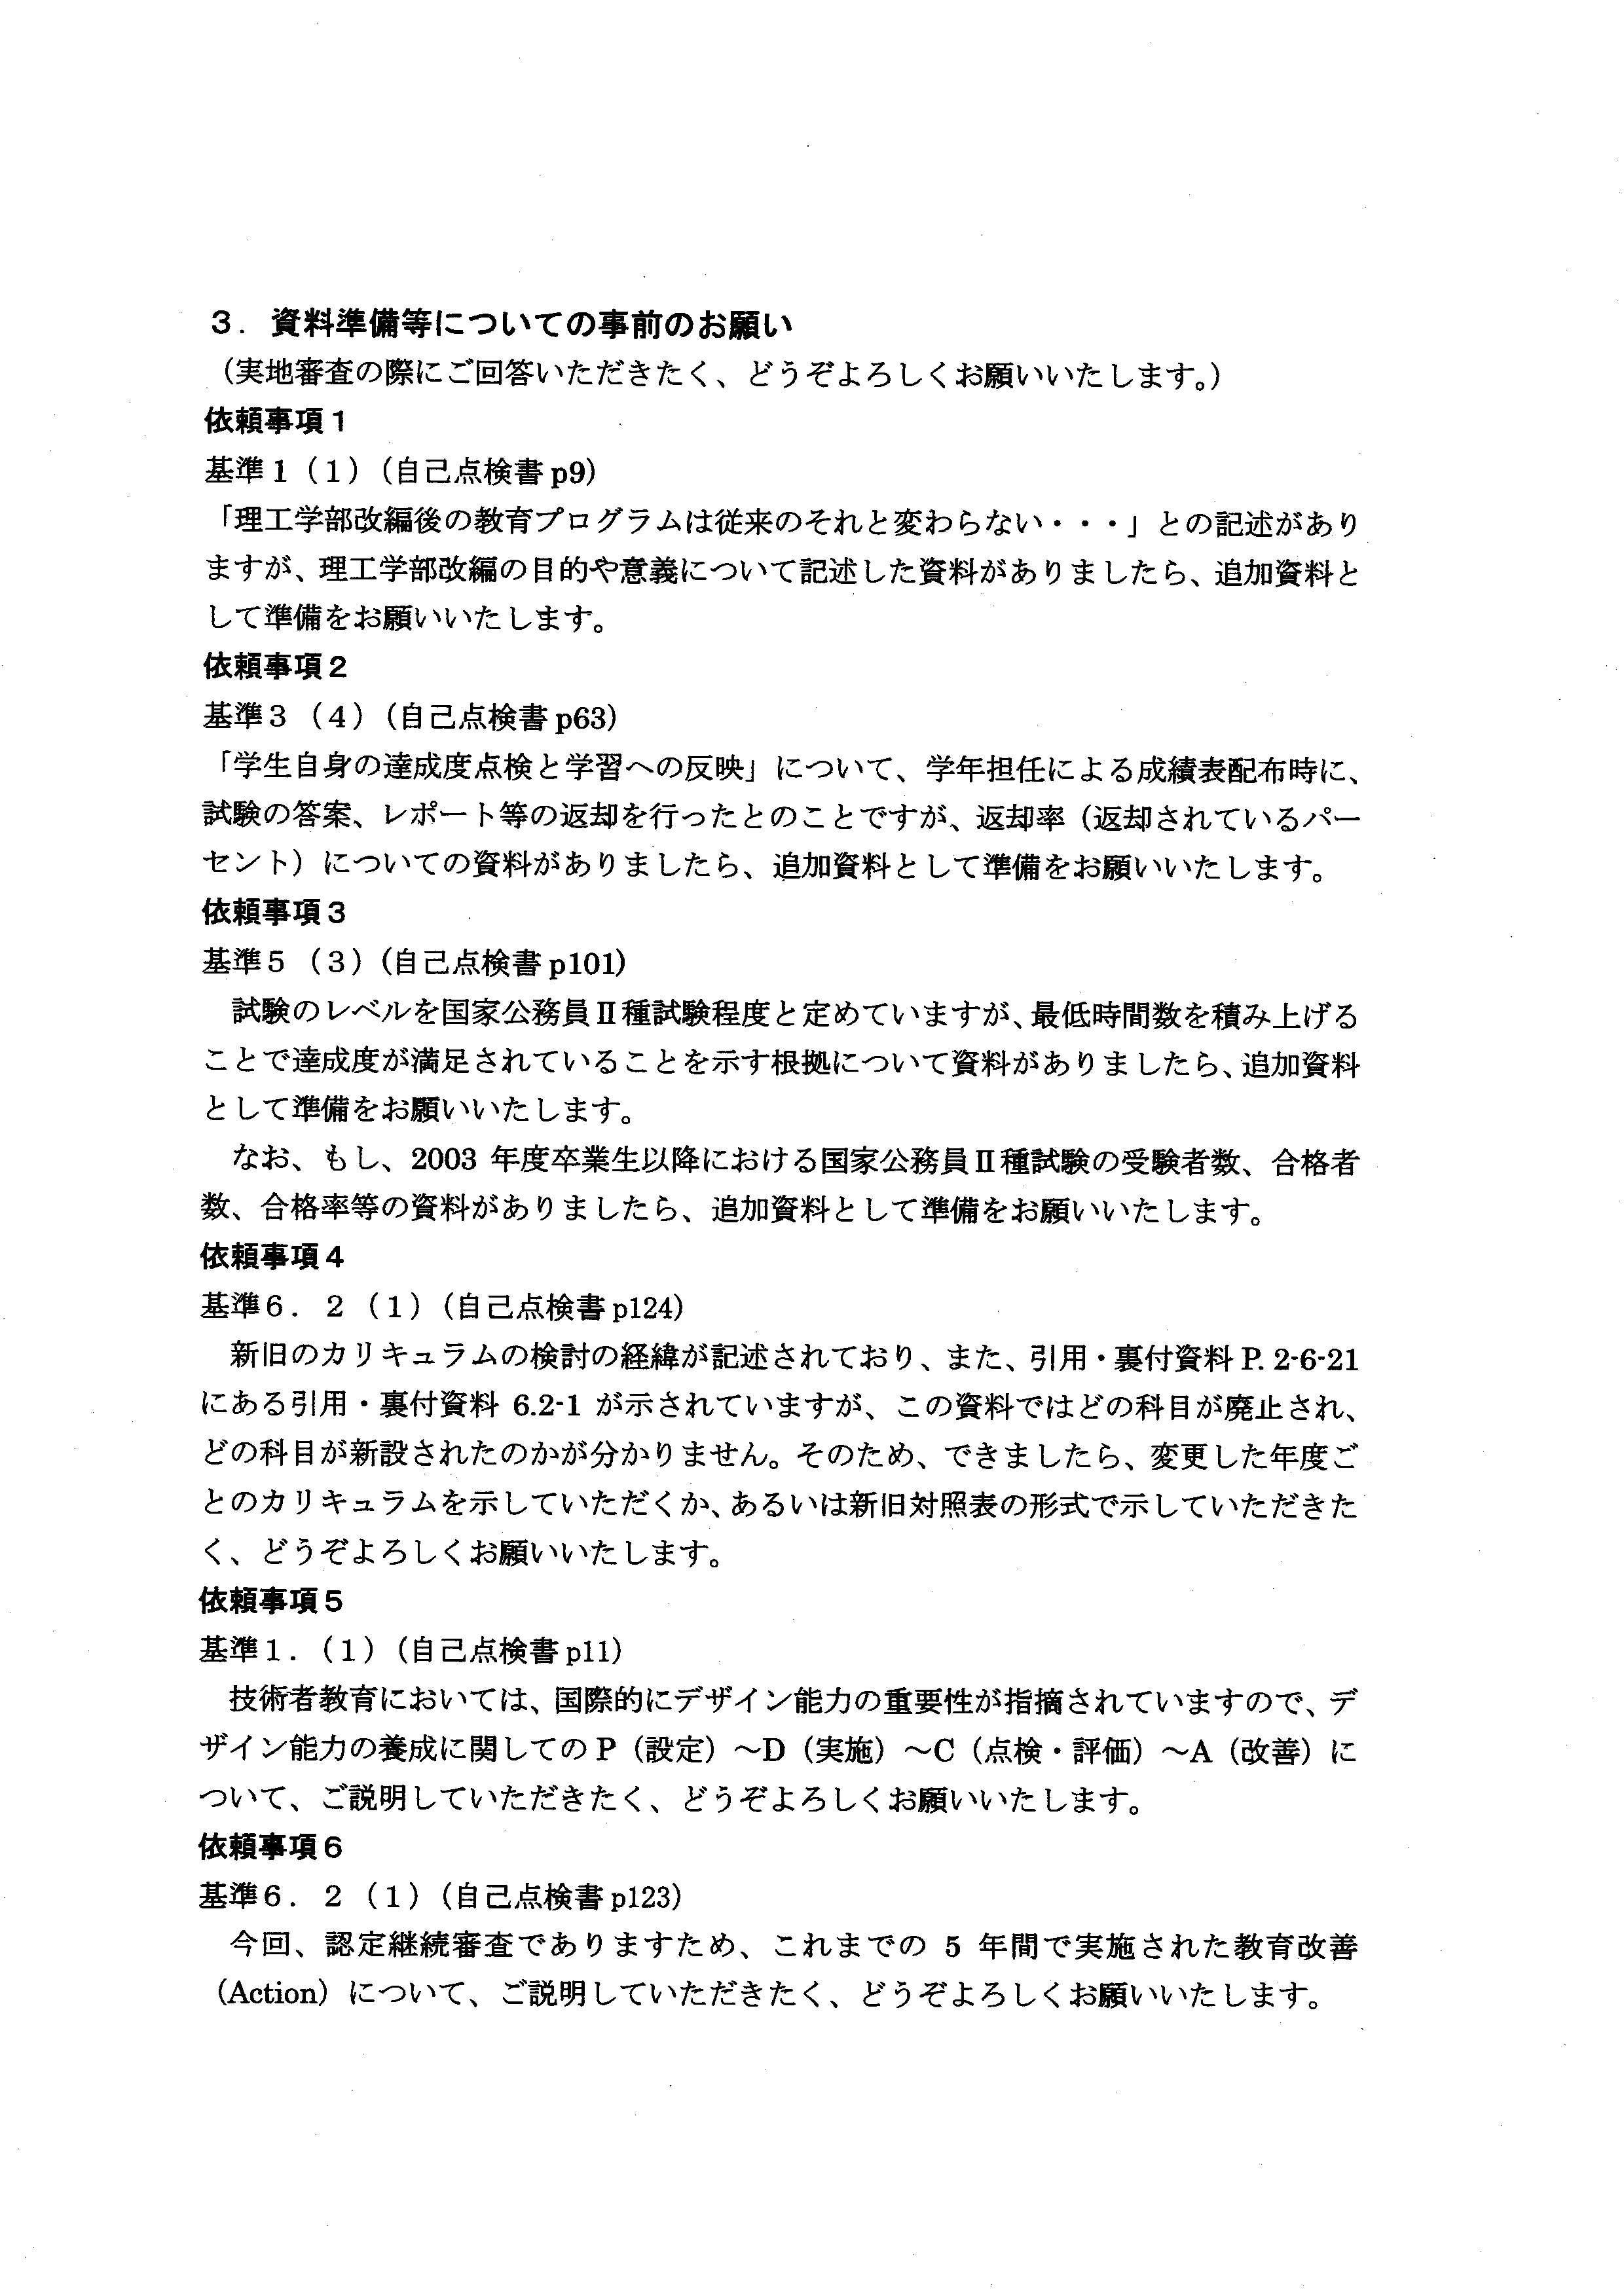 ３．資料準備等についての事前のお願い
（実地審査の際にご回答いただきたく、どうぞよろしくお願いいたします。）
依頼事項１
基準１（１）（自己点検書 p9）
「理工学部改編後の教育プログラムは従来のそれと変わらない・・・」との記述があり
ますが、理工学部改編の目的や意義について記述した資料がありましたら、追加資料と
して準備をお願いいたします。
依頼事項２
基準３（４）（自己点検書 p63）
「学生自身の達成度点検と学習への反映」について、学年担任による成績表配布時に、
試験の答案、レポート等の返却を行ったとのことですが、返却率（返却されているパー
セント）についての資料がありましたら、追加資料として準備をお願いいたします。
依頼事項３
基準５（３）（自己点検書 p101）
試験のレベルを国家公務員Ⅱ種試験程度と定めていますが、最低時間数を積み上げる
ことで達成度が満足されていることを示す根拠について資料がありましたら、追加資料
として準備をお願いいたします。
なお、もし、2003 年度卒業生以降における国家公務員Ⅱ種試験の受験者数、合格者
数、合格率等の資料がありましたら、追加資料として準備をお願いいたします。
依頼事項４
基準６．２（１）（自己点検書 p124）
新旧のカリキュラムの検討の経緯が記述されており、また、引用・裏付資料 P. 2-6-21
にある引用・裏付資料 6.2-1 が示されていますが、この資料ではどの科目が廃止され、
どの科目が新設されたのかが分かりません。そのため、できましたら、変更した年度ご
とのカリキュラムを示していただくか、あるいは新旧対照表の形式で示していただきた
く、どうぞよろしくお願いいたします。
依頼事項５
基準１．（１）（自己点検書 p11）
技術者教育においては、国際的にデザイン能力の重要性が指摘されていますので、デ
ザイン能力の養成に関しての P（設定）～D（実施）～C（点検・評価）～A（改善）に
ついて、ご説明していただきたく、どうぞよろしくお願いいたします。
依頼事項６
基準６．２（１）（自己点検書 p123）
今回、認定継続審査でありますため、これまでの 5 年間で実施された教育改善
（Action）について、ご説明していただきたく、どうぞよろしくお願いいたします。